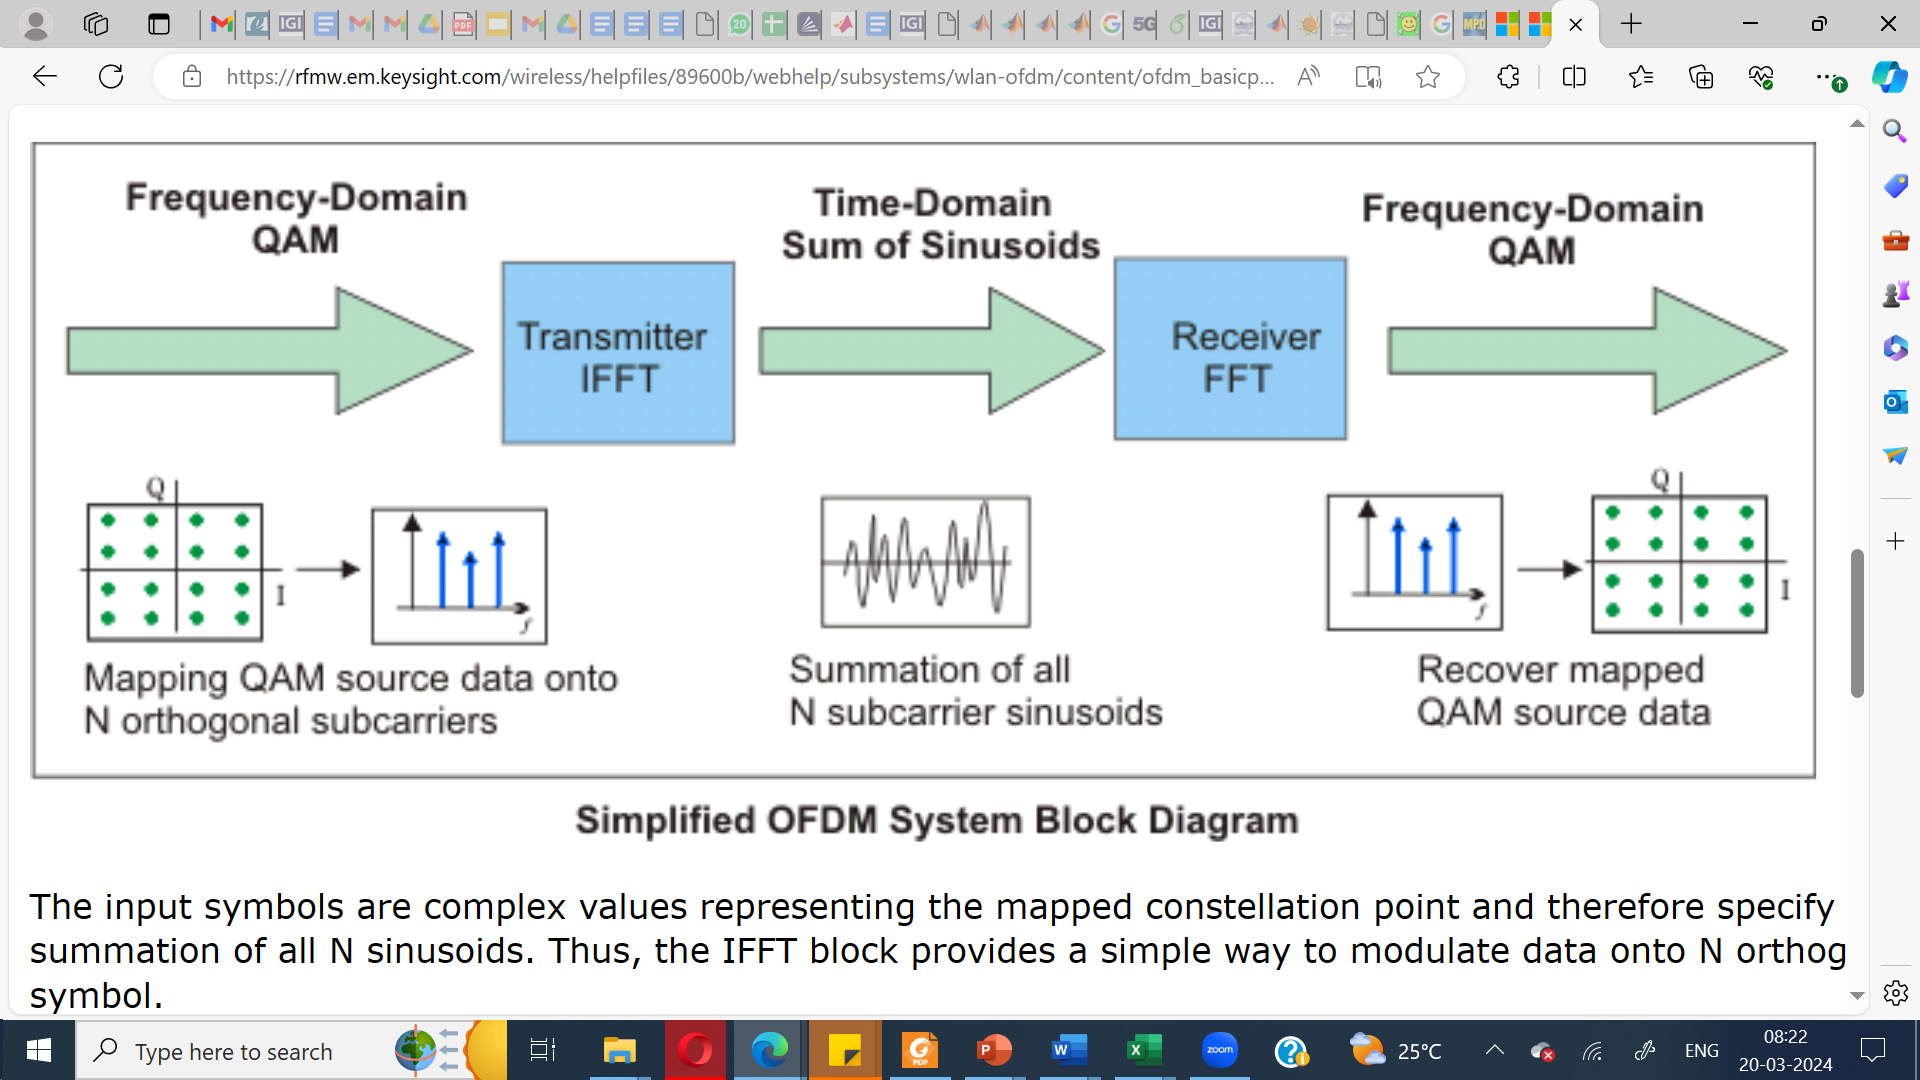 https://rfmw.em.keysight.com/wireless/helpfiles/89600b/webhelp/subsystems/wlan-ofdm/content/ofdm_basicp...
Frequency-Domain
QAM
Time-Domain
Sum of Sinusoids
Frequency-Domain
QAM
Transmitter
IFFT
Receiver
FFT
Q
I
f
Q
I
f
Mapping QAM source data onto
N orthogonal subcarriers
Summation of all
N subcarrier sinusoids
Recover mapped
QAM source data
Simplified OFDM System Block Diagram
The input symbols are complex values representing the mapped constellation point and therefore specify
summation of all N sinusoids. Thus, the IFFT block provides a simple way to modulate data onto N orthog
symbol.
Type here to search
zoom
25°C
ENG
08:22
20-03-2024